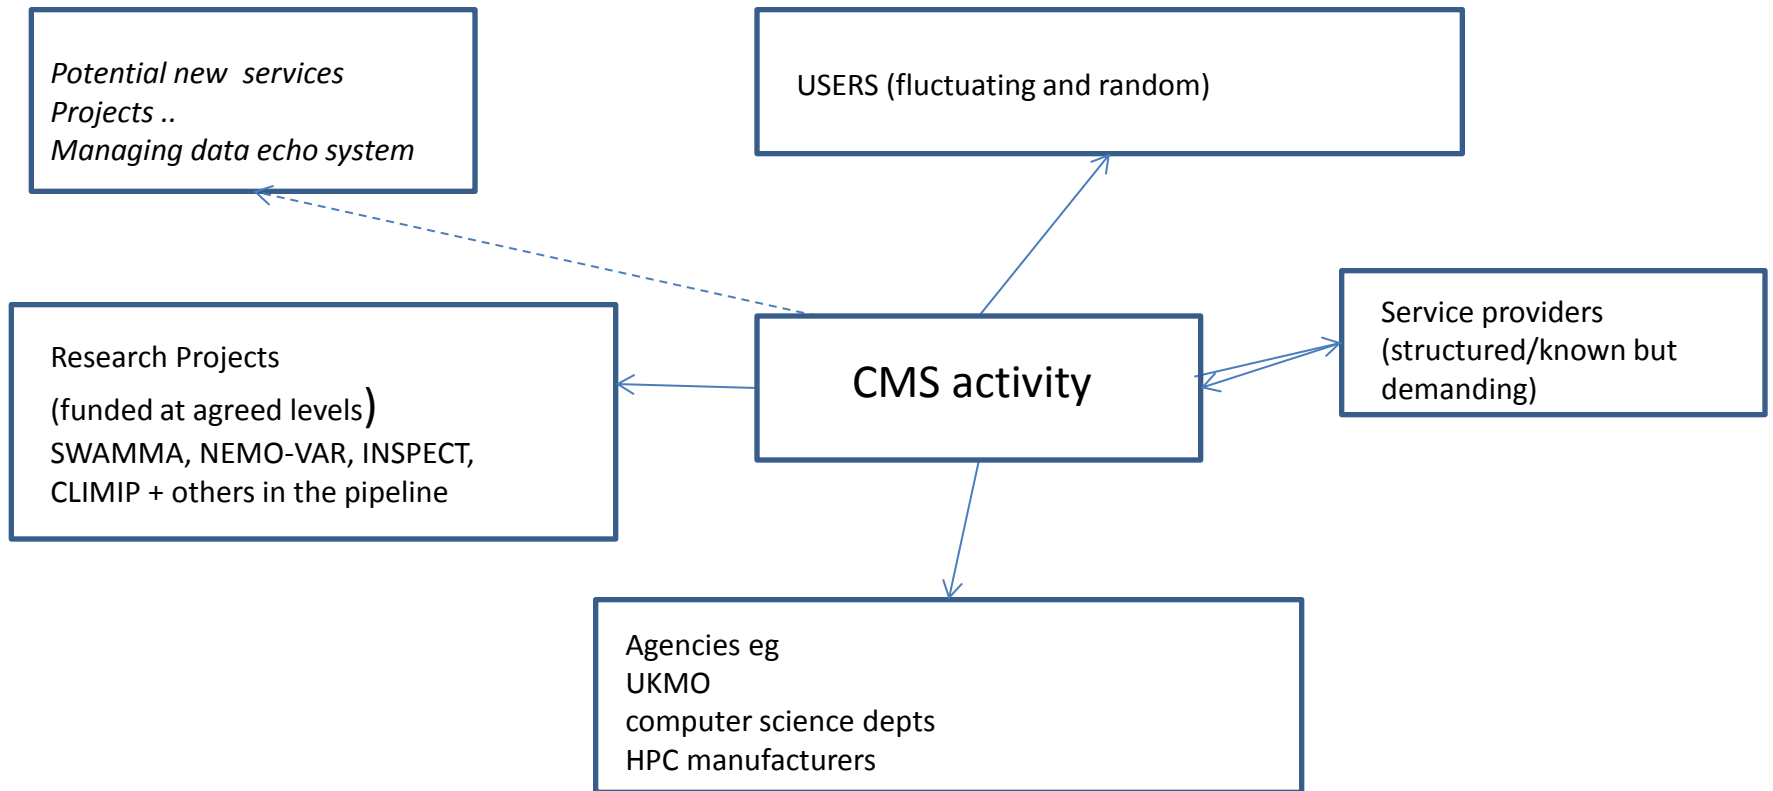 Potential new services
Projects ..
Managing data echo system
USERS (fluctuating and random)
Service providers
(structured/known but
demanding)
Research Projects
(funded at agreed levels)
SWAMMA, NEMO-VAR, INSPECT,
CLIMIP + others in the pipeline
CMS activity
Agencies eg
UKMO
computer science depts
HPC manufacturers